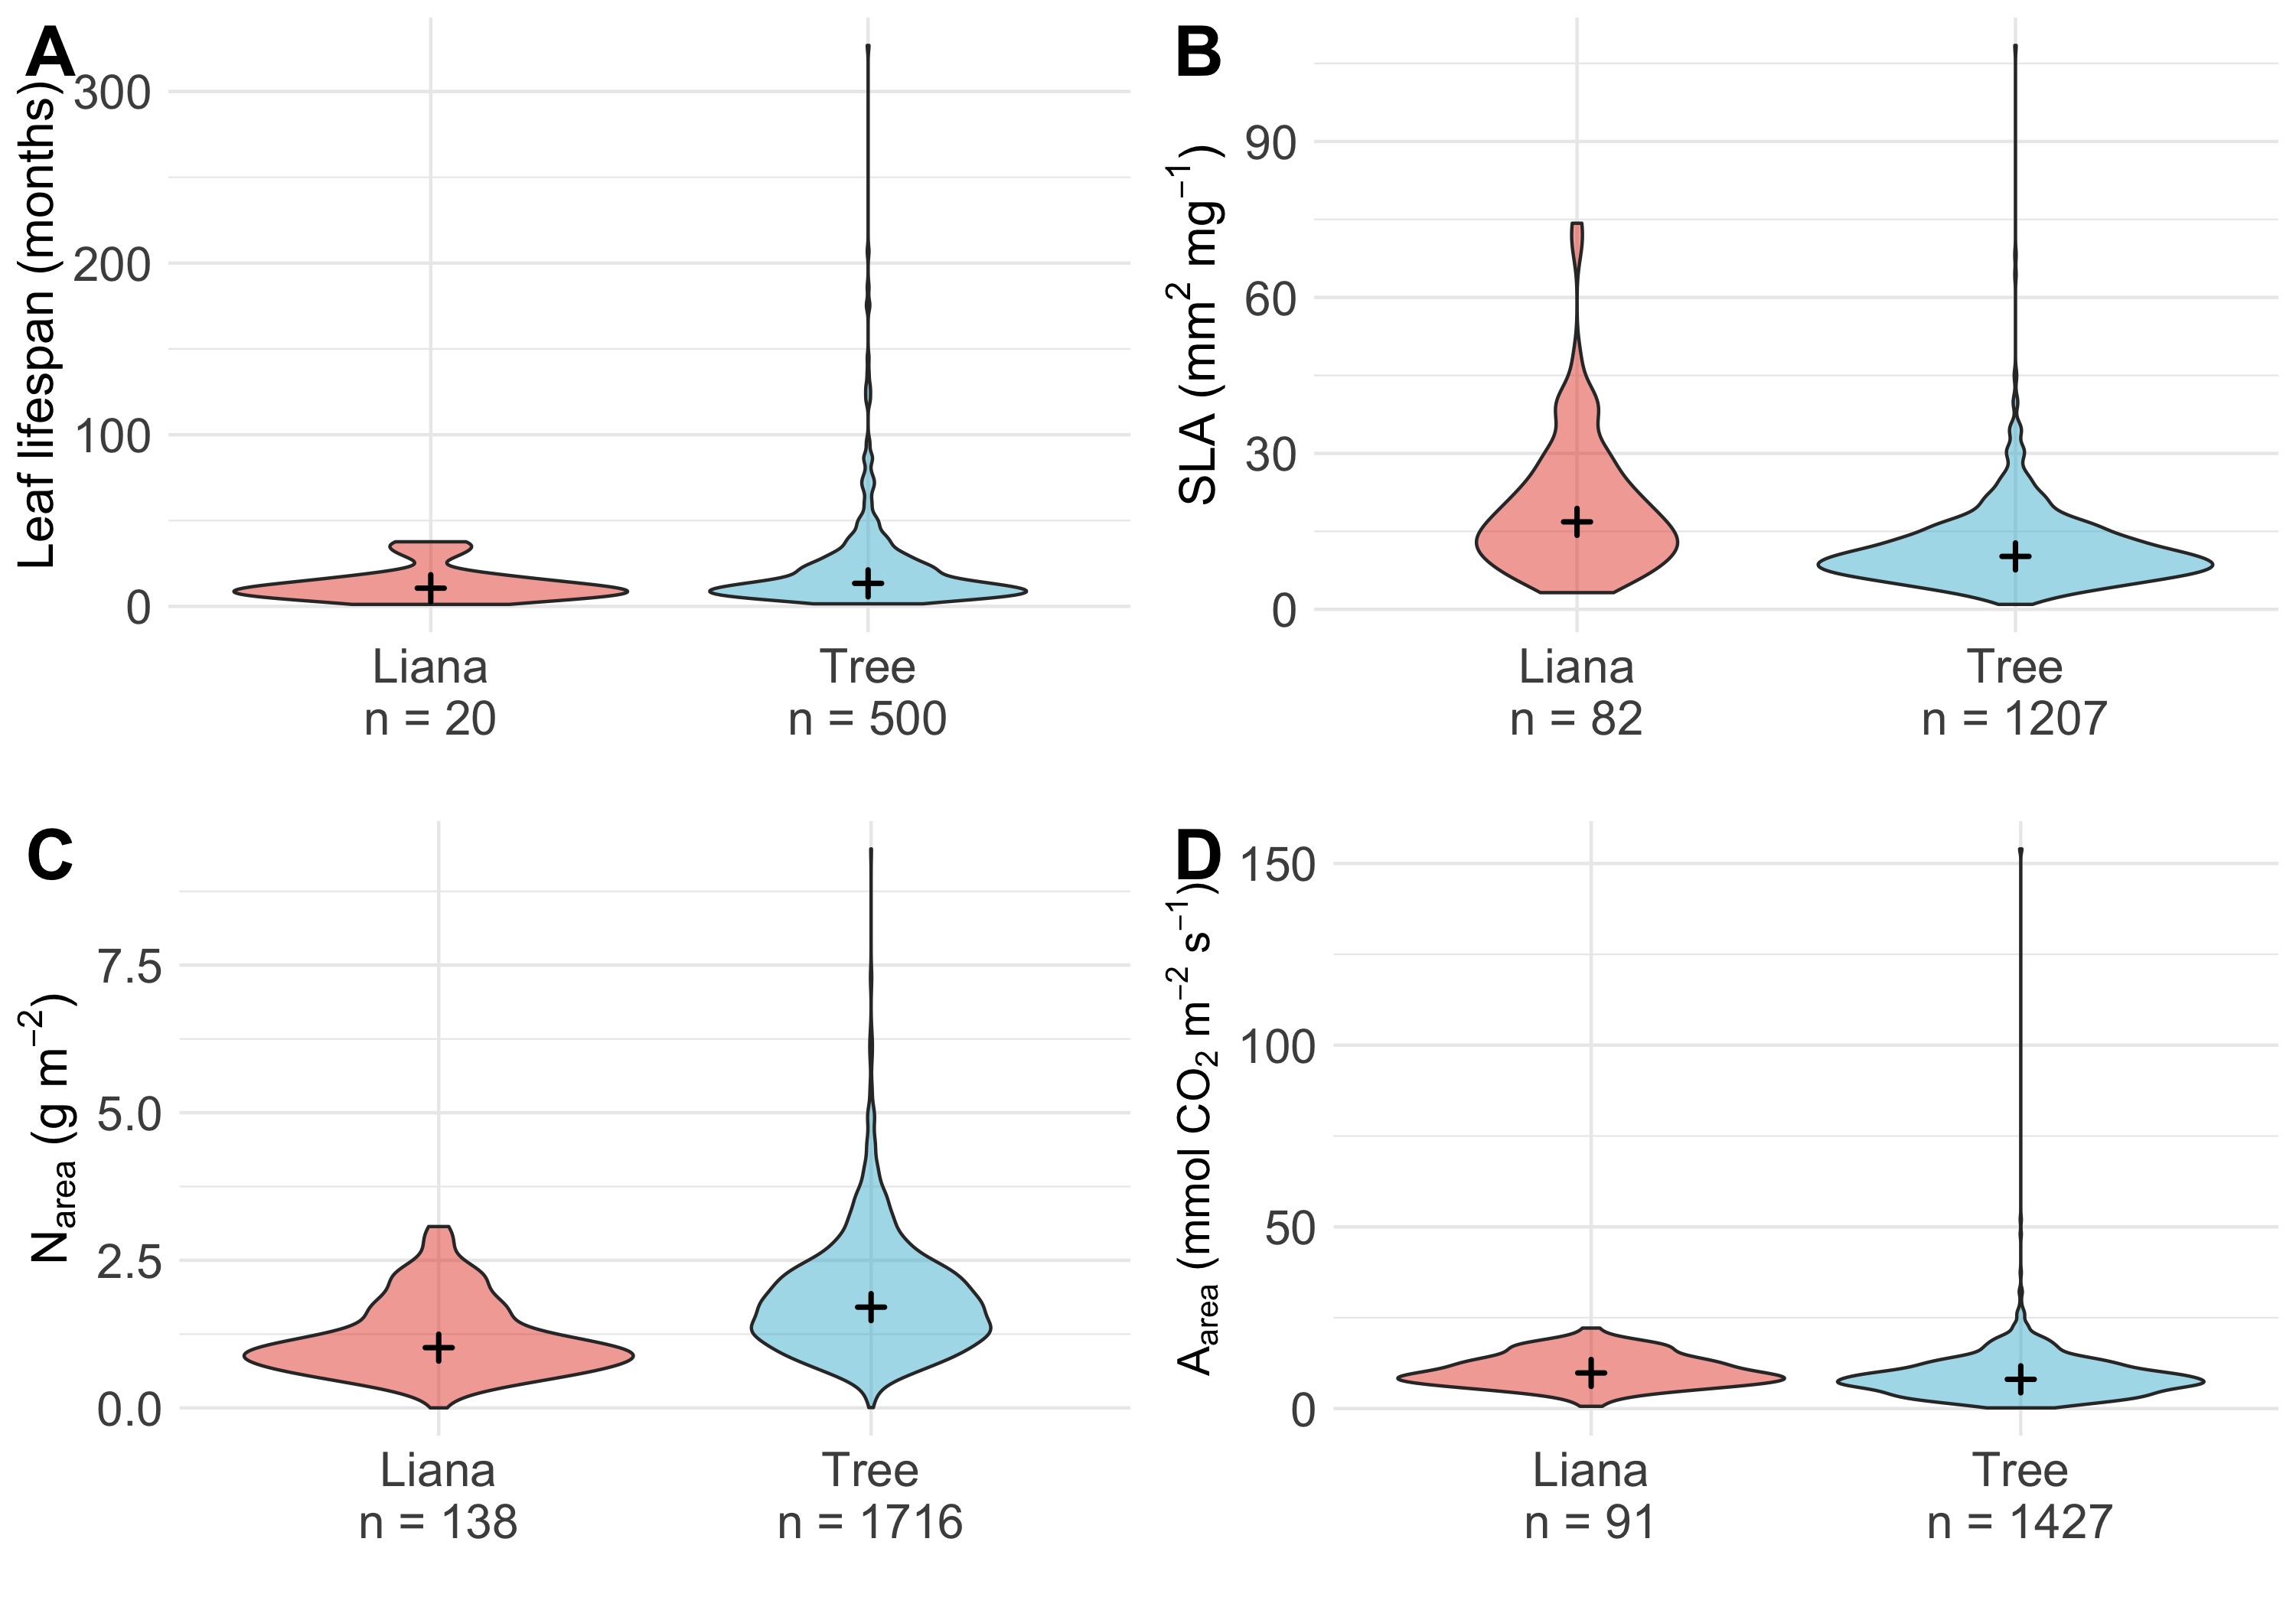 A
Leaf lifespan (months)
300
200
100
0
Liana
n = 20
Tree
n = 500
B
SLA (mm² mg⁻¹)
90
60
30
0
Liana
n = 82
Tree
n = 1207
C
Narea (g m⁻²)
7.5
5.0
2.5
0.0
Liana
n = 138
Tree
n = 1716
D
Aarea (mmol CO₂ m⁻² s⁻¹)
150
100
50
0
Liana
n = 91
Tree
n = 1427